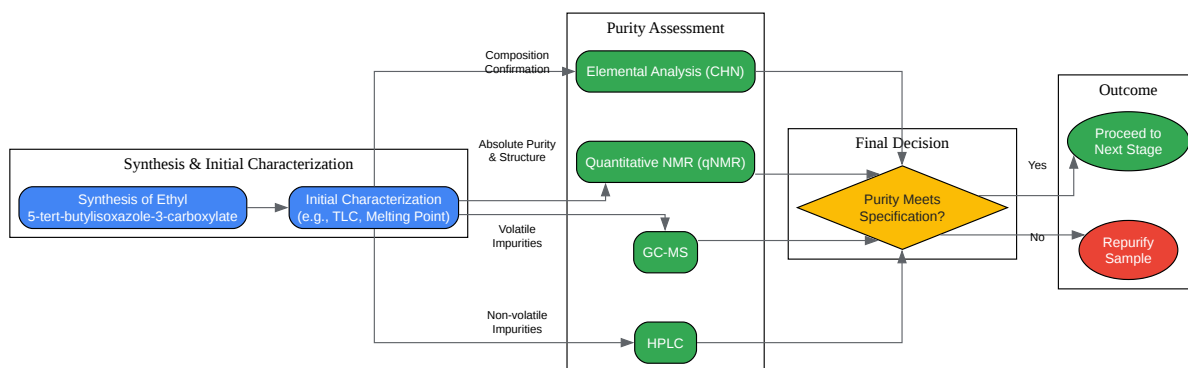 Synthesis & Initial Characterization
Synthesis of Ethyl
5-tert-butylisoxazole-3-carboxylate
Initial Characterization
(e.g., TLC, Melting Point)
Composition
Confirmation
Absolute Purity
& Structure
Volatile
Impurities
Non-volatile
Impurities
Purity Assessment
Elemental Analysis (CHN)
Quantitative NMR (qNMR)
GC-MS
HPLC
Final Decision
Purity Meets
Specification?
Yes
No
Outcome
Proceed to
Next Stage
Repurify
Sample